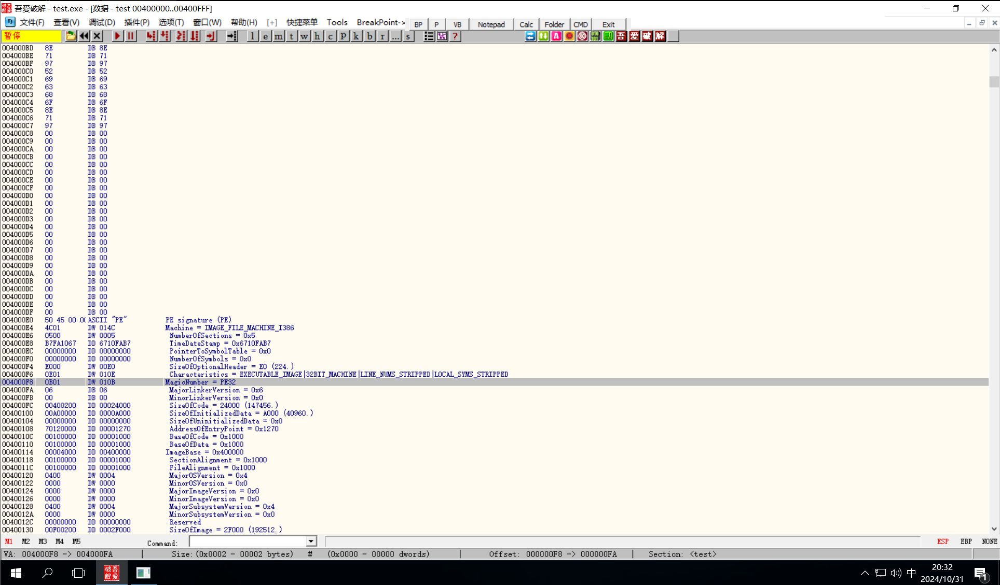 吾愛破解 - test.exe - [数据 - test 00400000..00400FFF]
文件(F) 查看(V) 调试(D) 插件(P) 选项(T) 窗口(W) 帮助(H) [+] 快捷菜单 Tools BreakPoint-> BP P VB Notepad Calc Folder CMD Exit
暂停 l e m t w h c P k b r ... s ? A 吾 爱 破 解
004000BD 8E DB 8E
004000BE 71 DB 71
004000BF 97 DB 97
004000C0 52 DB 52
004000C1 69 DB 69
004000C2 63 DB 63
004000C3 68 DB 68
004000C4 6F DB 6F
004000C5 8E DB 8E
004000C6 71 DB 71
004000C7 97 DB 97
004000C8 00 DB 00
004000C9 00 DB 00
004000CA 00 DB 00
004000CB 00 DB 00
004000CC 00 DB 00
004000CD 00 DB 00
004000CE 00 DB 00
004000CF 00 DB 00
004000D0 00 DB 00
004000D1 00 DB 00
004000D2 00 DB 00
004000D3 00 DB 00
004000D4 00 DB 00
004000D5 00 DB 00
004000D6 00 DB 00
004000D7 00 DB 00
004000D8 00 DB 00
004000D9 00 DB 00
004000DA 00 DB 00
004000DB 00 DB 00
004000DC 00 DB 00
004000DD 00 DB 00
004000DE 00 DB 00
004000DF 00 DB 00
004000E0 50 45 00 0( ASCII "PE" PE signature (PE)
004000E4 4C01 DW 014C Machine = IMAGE_FILE_MACHINE_I386
004000E6 0500 DW 0005 NumberOfSections = 0x5
004000E8 B7FA1067 DD 6710FAB7 TimeDateStamp = 0x6710FAB7
004000EC 00000000 DD 00000000 PointerToSymbolTable = 0x0
004000F0 00000000 DD 00000000 NumberOfSymbols = 0x0
004000F4 E000 DW 00E0 SizeOfOptionalHeader = E0 (224.)
004000F6 0E01 DW 010E Characteristics = EXECUTABLE_IMAGE|32BIT_MACHINE|LINE_NUMS_STRIPPED|LOCAL_SYMS_STRIPPED
004000F8 0B01 DW 010B MagicNumber = PE32
004000FA 06 DB 06 MajorLinkerVersion = 0x6
004000FB 00 DB 00 MinorLinkerVersion = 0x0
004000FC 00400200 DD 00024000 SizeOfCode = 24000 (147456.)
00400100 00A00000 DD 0000A000 SizeOfInitializedData = A000 (40960.)
00400104 00000000 DD 00000000 SizeOfUninitializedData = 0x0
00400108 70120000 DD 00001270 AddressOfEntryPoint = 0x1270
0040010C 00100000 DD 00001000 BaseOfCode = 0x1000
00400110 00100000 DD 00001000 BaseOfData = 0x1000
00400114 00004000 DD 00400000 ImageBase = 0x400000
00400118 00100000 DD 00001000 SectionAlignment = 0x1000
0040011C 00100000 DD 00001000 FileAlignment = 0x1000
00400120 0400 DW 0004 MajorOSVersion = 0x4
00400122 0000 DW 0000 MinorOSVersion = 0x0
00400124 0000 DW 0000 MajorImageVersion = 0x0
00400126 0000 DW 0000 MinorImageVersion = 0x0
00400128 0400 DW 0004 MajorSubsystemVersion = 0x4
0040012A 0000 DW 0000 MinorSubsystemVersion = 0x0
0040012C 00000000 DD 00000000 Reserved
00400130 00F00200 DD 0002F000 SizeOfImage = 2F000 (192512.)
M1 M2 M3 M4 M5 Command: ESP EBP NONE
VA: 004000F8 -> 004000FA | Size:(0x0002 - 00002 bytes) # (0x0000 - 00000 dwords) | Offset: 000000F8 -> 000000FA | Section: <test>
破吾解爱 中 20:32
2024/10/31 1